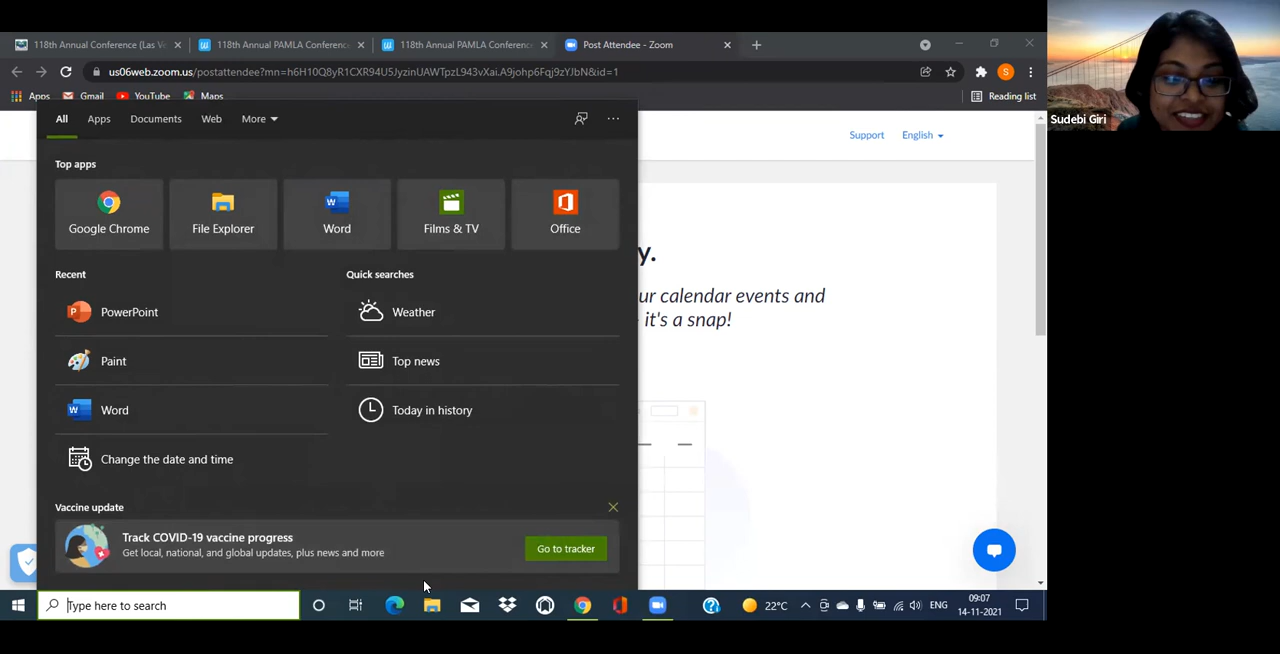 118th Annual Conference (Las Ve
118th Annual PAMLA Conference
118th Annual PAMLA Conference
Post Attendee - Zoom
us06web.zoom.us/postattendee?mn=h6H10Q8yR1CXR94U5JyzinUAWTpzL943vXai.A9johp6Fqj9zYJbN&id=1
S
Apps
Gmail
YouTube
Maps
Reading list
Sudebi Giri
All
Apps
Documents
Web
More
Support
English
Top apps
Google Chrome
File Explorer
Word
Films & TV
Office
y.
Recent
Quick searches
ur calendar events and
- it's a snap!
PowerPoint
Weather
Paint
Top news
Word
Today in history
Change the date and time
Vaccine update
Track COVID-19 vaccine progress
Get local, national, and global updates, plus news and more
Go to tracker
Type here to search
22°C
ENG
09:07
14-11-2021